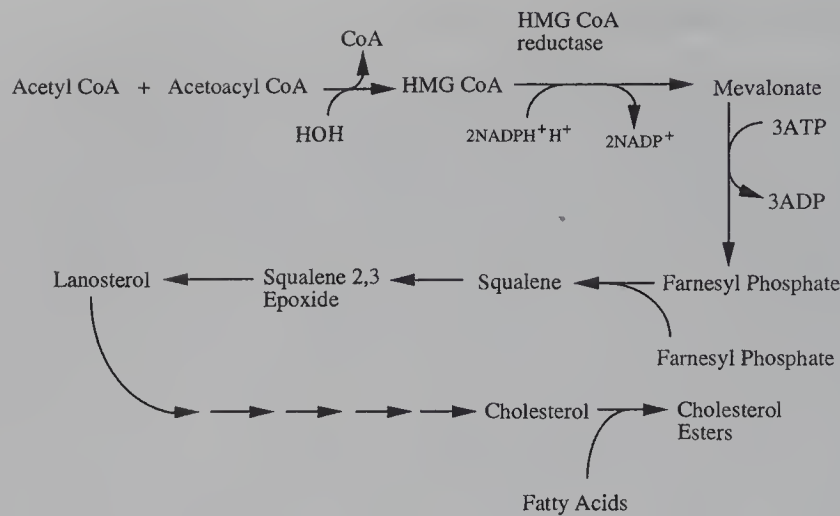 CoA
HMG CoA
reductase
Acetyl CoA + Acetoacyl CoA
HMG CoA
Mevalonate
HOH
2NADPH⁺H⁺
2NADP⁺
3ATP
3ADP
Lanosterol
Squalene 2,3
Epoxide
Squalene
Farnesyl Phosphate
Farnesyl Phosphate
Cholesterol
Cholesterol
Esters
Fatty Acids